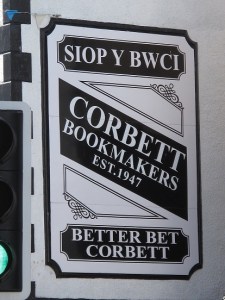 SIOP Y BWCI
CORBETT
BOOKMAKERS
EST.1947
BETTER BET
CORBETT